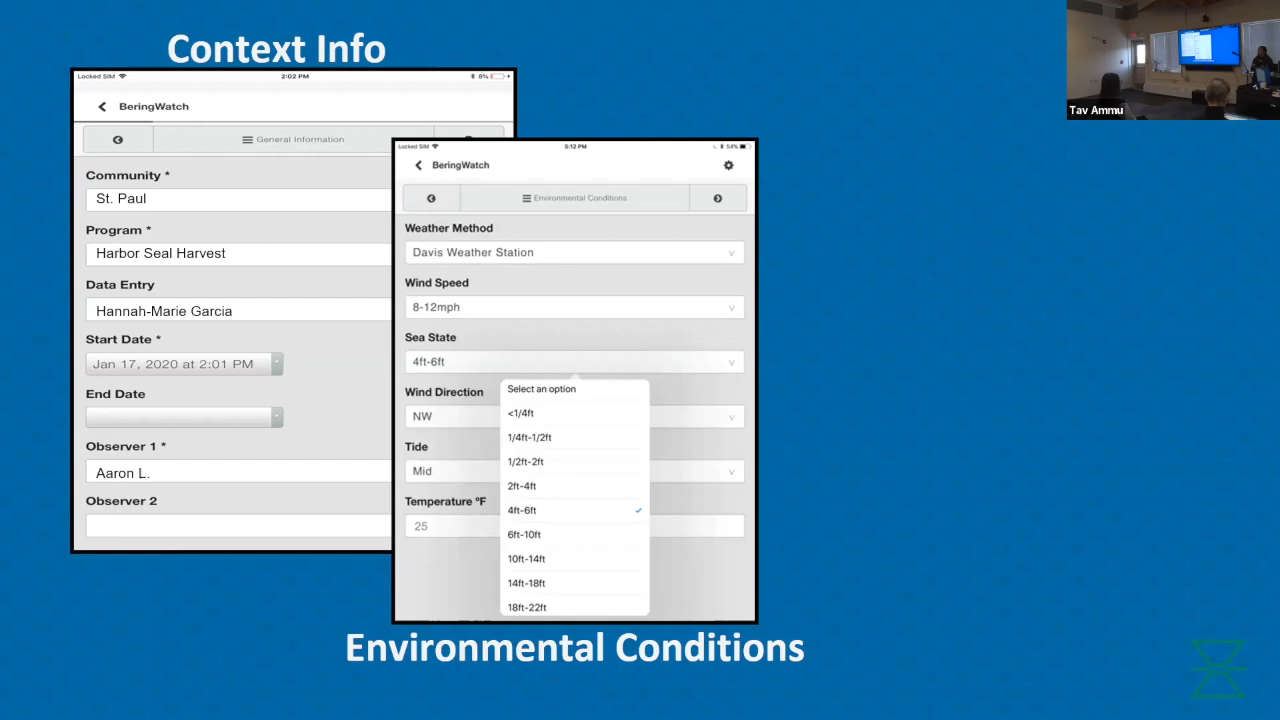 Context Info
Locked SIM 2:02 PM 8%
BeringWatch
General Information
Community *
St. Paul
Program *
Harbor Seal Harvest
Data Entry
Hannah-Marie Garcia
Start Date *
Jan 17, 2020 at 2:01 PM
End Date
Observer 1 *
Aaron L.
Observer 2
Locked SIM 5:12 PM 54%
BeringWatch
Environmental Conditions
Weather Method
Davis Weather Station
Wind Speed
8-12mph
Sea State
4ft-6ft
Wind Direction
NW
Tide
Mid
Temperature °F
25
Select an option
<1/4ft
1/4ft-1/2ft
1/2ft-2ft
2ft-4ft
4ft-6ft
6ft-10ft
10ft-14ft
14ft-18ft
18ft-22ft
Environmental Conditions
Tav Ammu